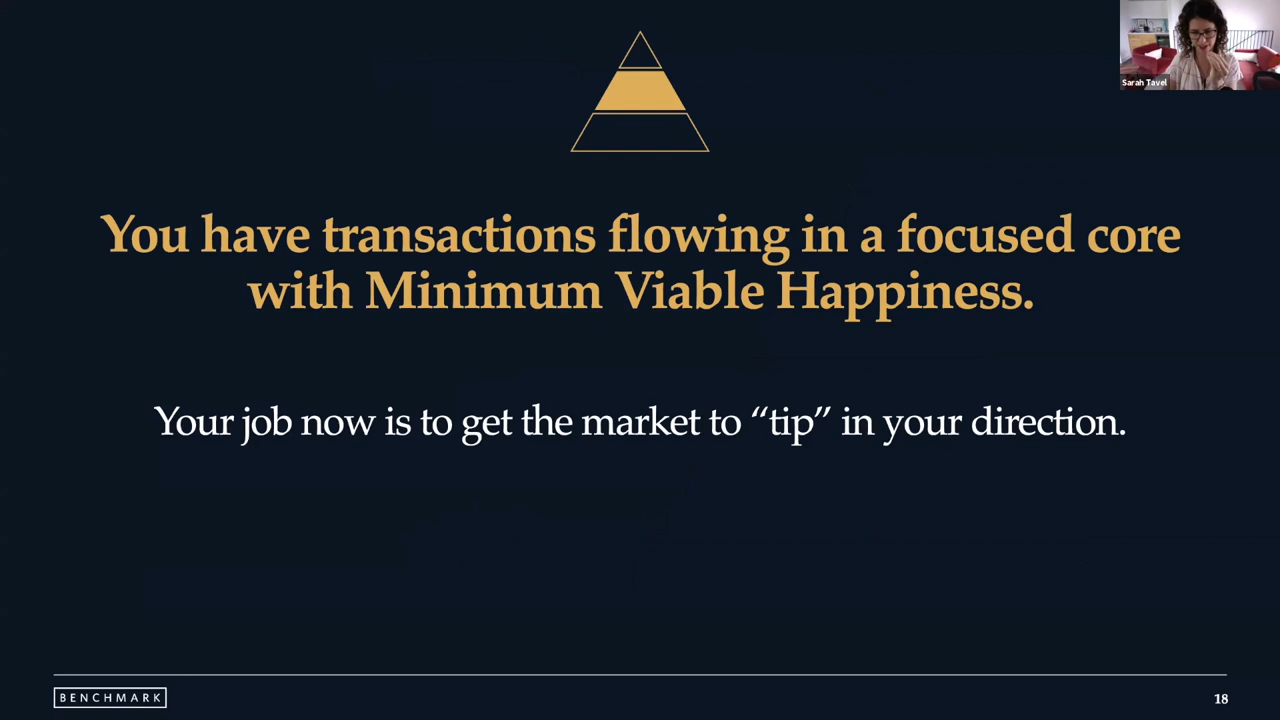 Sarah Tavel
You have transactions flowing in a focused core
with Minimum Viable Happiness.
Your job now is to get the market to “tip” in your direction.
BENCHMARK
18